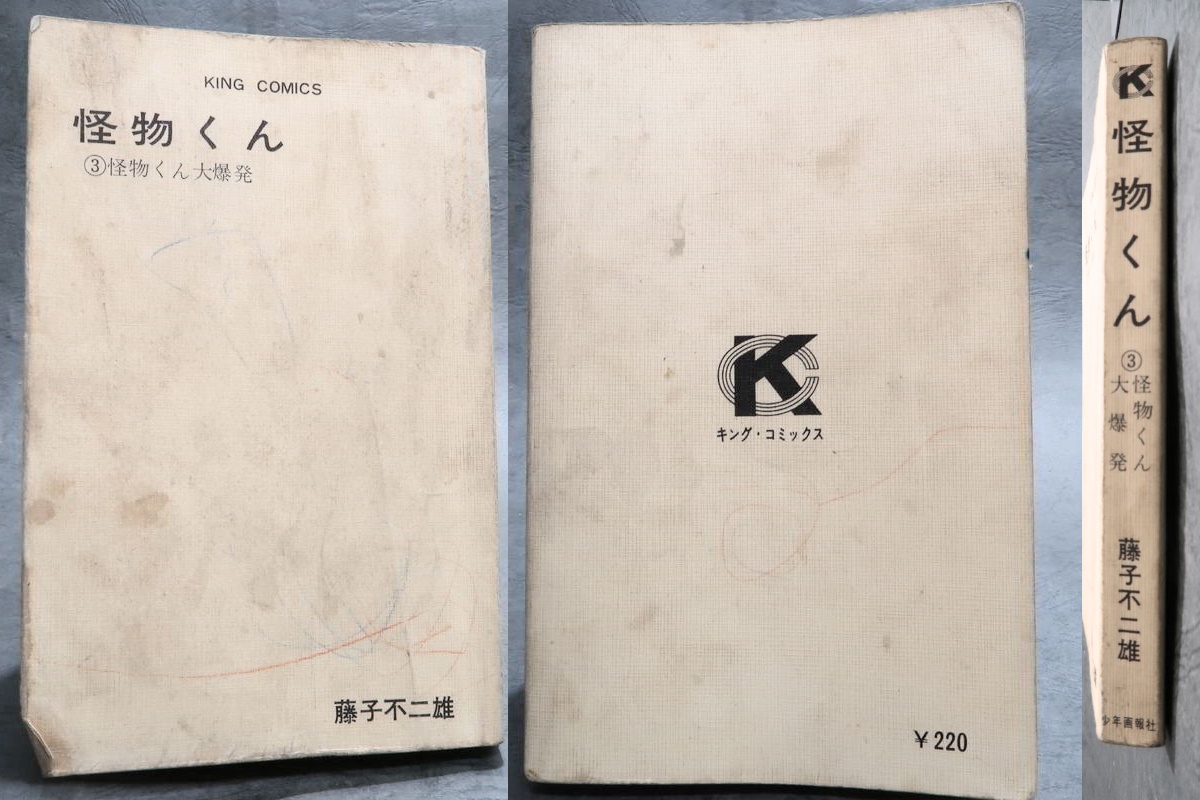 KING COMICS
怪物くん
③怪物くん大爆発
藤子不二雄
K
キング・コミックス
¥220
K
怪物くん
③
怪物くん
大爆発
藤子不二雄
少年画報社